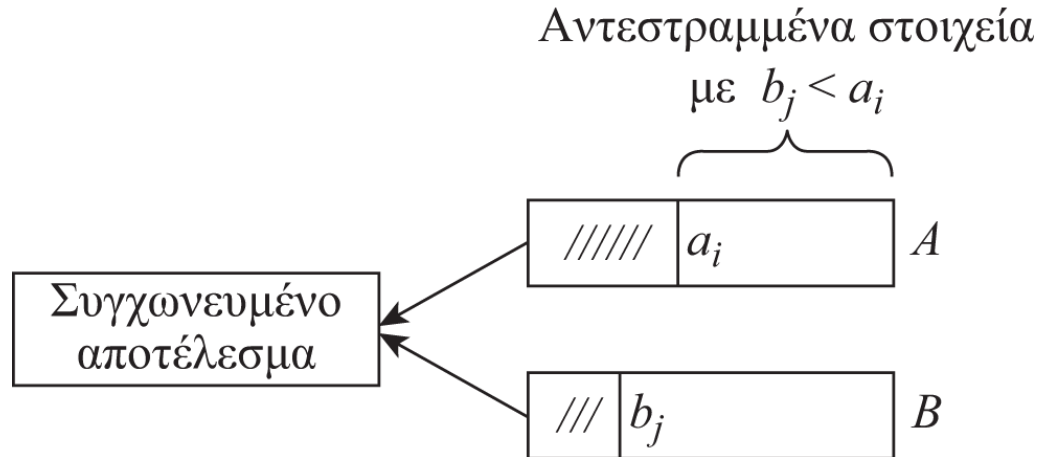 Αντεστραμμένα στοιχεία
με b_j < a_i
////// a_i A
Συγχωνευμένο
αποτέλεσμα
/// b_j B